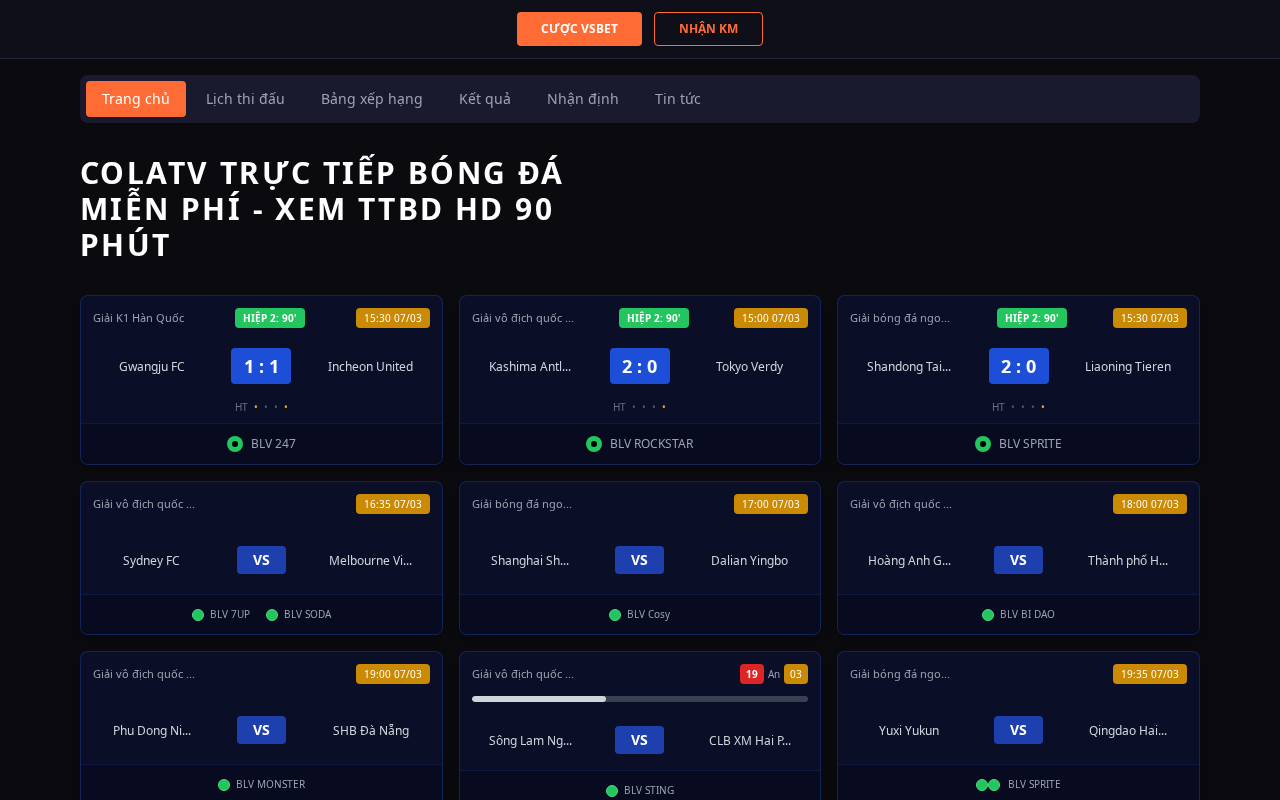 CƯỢC VSBET NHẬN KM
Trang chủ Lịch thi đấu Bảng xếp hạng Kết quả Nhận định Tin tức
COLATV TRỰC TIẾP BÓNG ĐÁ
MIỄN PHÍ - XEM TTBD HD 90
PHÚT
Giải K1 Hàn Quốc HIỆP 2: 90' 15:30 07/03
Gwangju FC 1 : 1 Incheon United
HT
BLV 247
Giải vô địch quốc ... HIỆP 2: 90' 15:00 07/03
Kashima Antl... 2 : 0 Tokyo Verdy
HT
BLV ROCKSTAR
Giải bóng đá ngo... HIỆP 2: 90' 15:30 07/03
Shandong Tai... 2 : 0 Liaoning Tieren
HT
BLV SPRITE
Giải vô địch quốc ... 16:35 07/03
Sydney FC VS Melbourne Vi...
BLV 7UP BLV SODA
Giải bóng đá ngo... 17:00 07/03
Shanghai Sh... VS Dalian Yingbo
BLV Cosy
Giải vô địch quốc ... 18:00 07/03
Hoàng Anh G... VS Thành phố H...
BLV BI DAO
Giải vô địch quốc ... 19:00 07/03
Phu Dong Ni... VS SHB Đà Nẵng
BLV MONSTER
Giải vô địch quốc ... 19 An 03
Sông Lam Ng... VS CLB XM Hai P...
BLV STING
Giải bóng đá ngo... 19:35 07/03
Yuxi Yukun VS Qingdao Hai...
BLV SPRITE